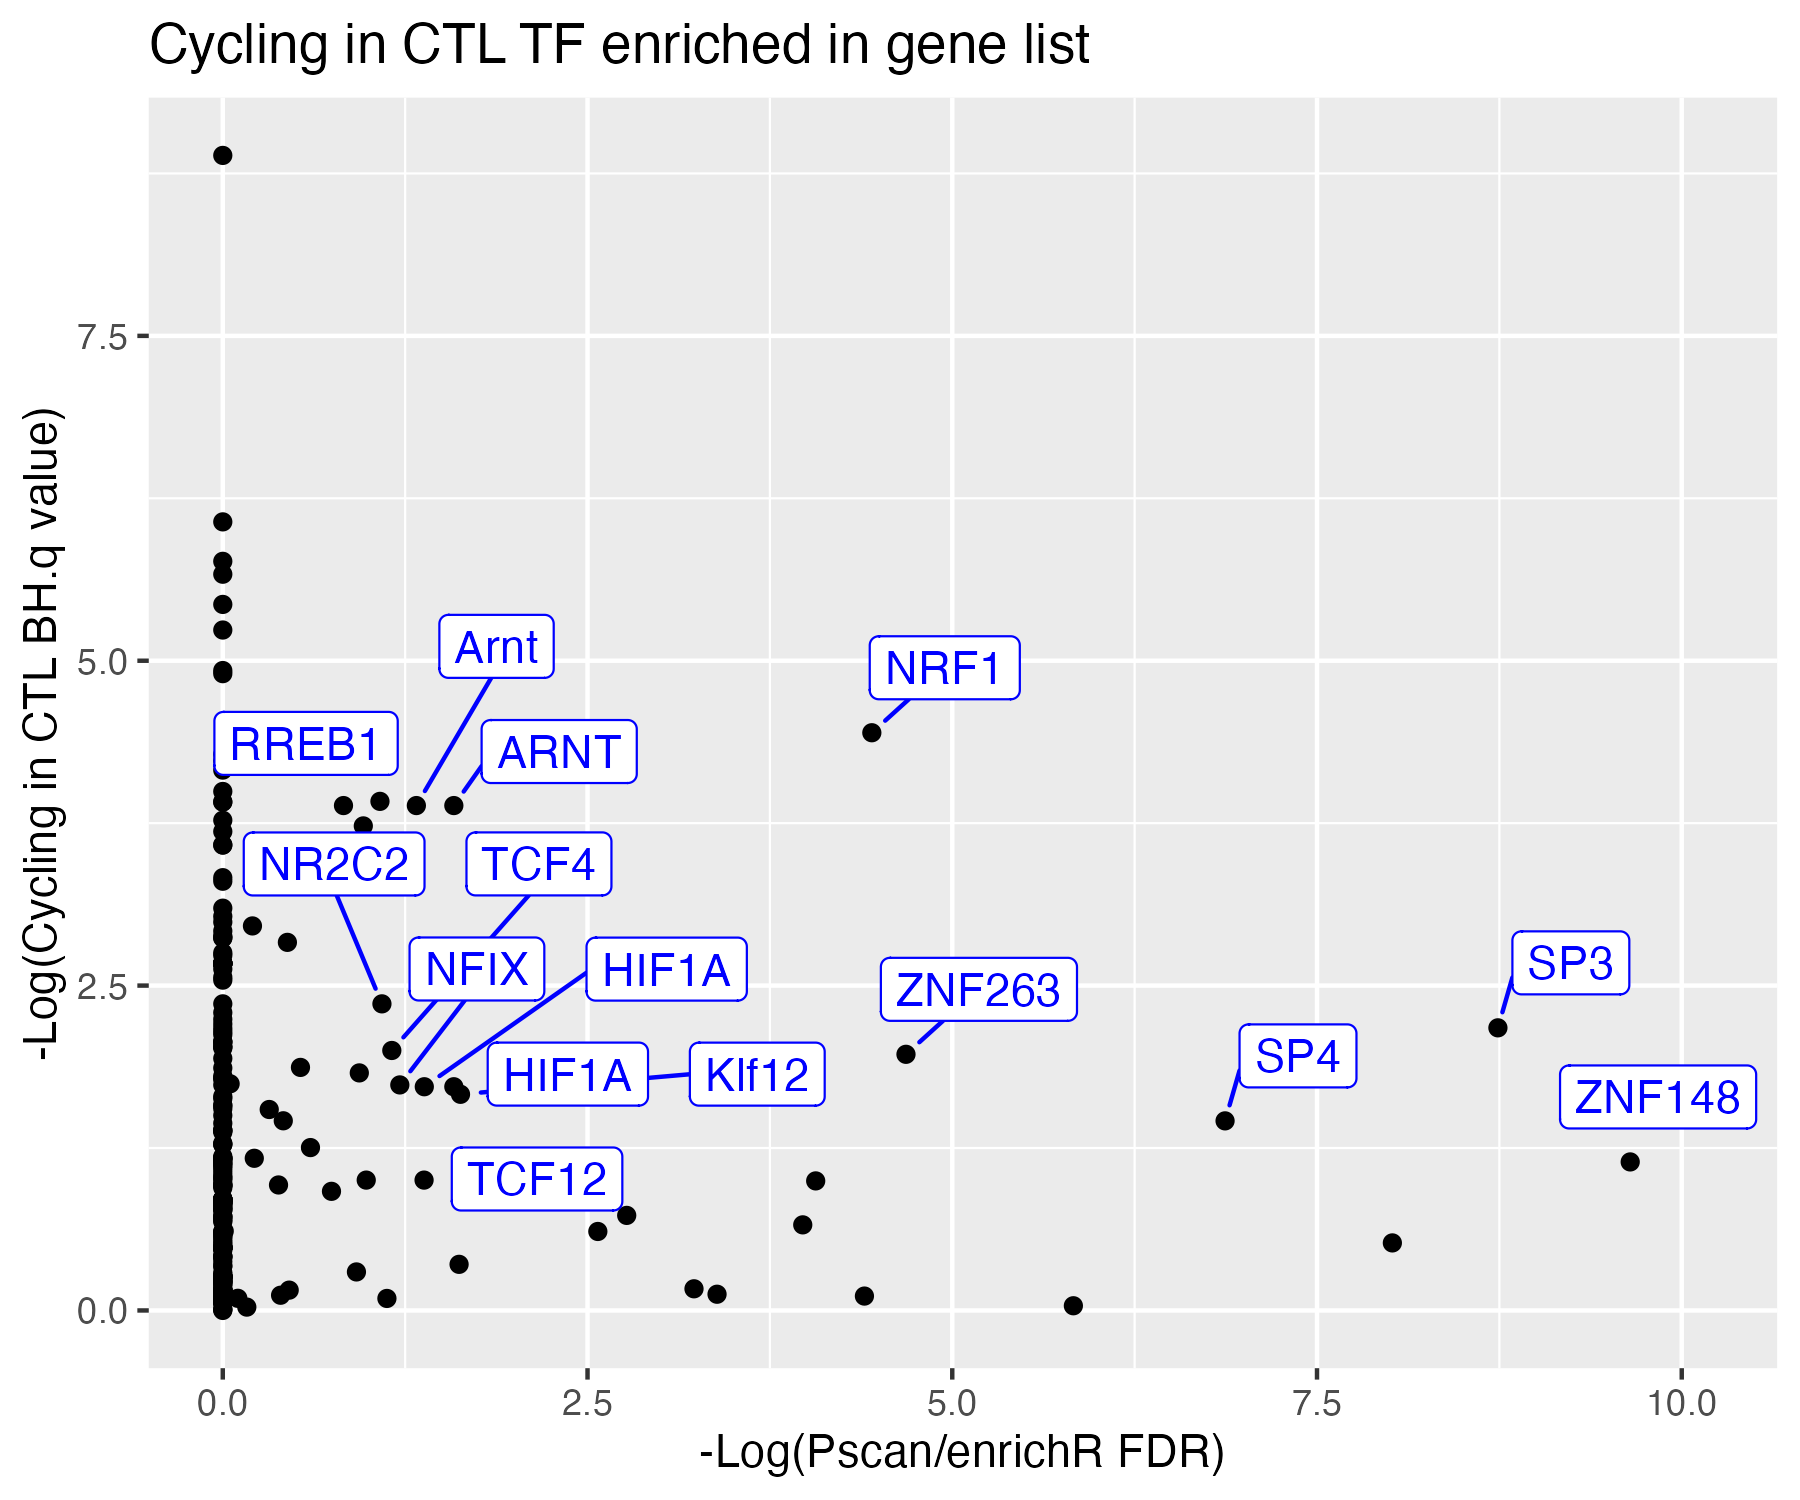 Cycling in CTL TF enriched in gene list
-Log(Cycling in CTL BH.q value)
7.5
5.0
2.5
0.0
Arnt
NRF1
RREB1
ARNT
NR2C2
TCF4
NFIX
HIF1A
ZNF263
SP3
HIF1A
Klf12
SP4
ZNF148
TCF12
0.0
2.5
5.0
7.5
10.0
-Log(Pscan/enrichR FDR)